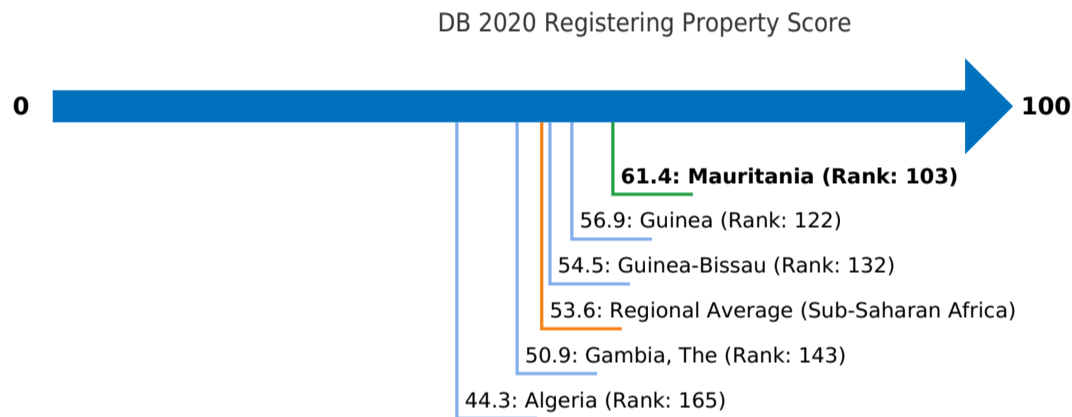 DB 2020 Registering Property Score
0
100
61.4: Mauritania (Rank: 103)
56.9: Guinea (Rank: 122)
54.5: Guinea-Bissau (Rank: 132)
53.6: Regional Average (Sub-Saharan Africa)
50.9: Gambia, The (Rank: 143)
44.3: Algeria (Rank: 165)